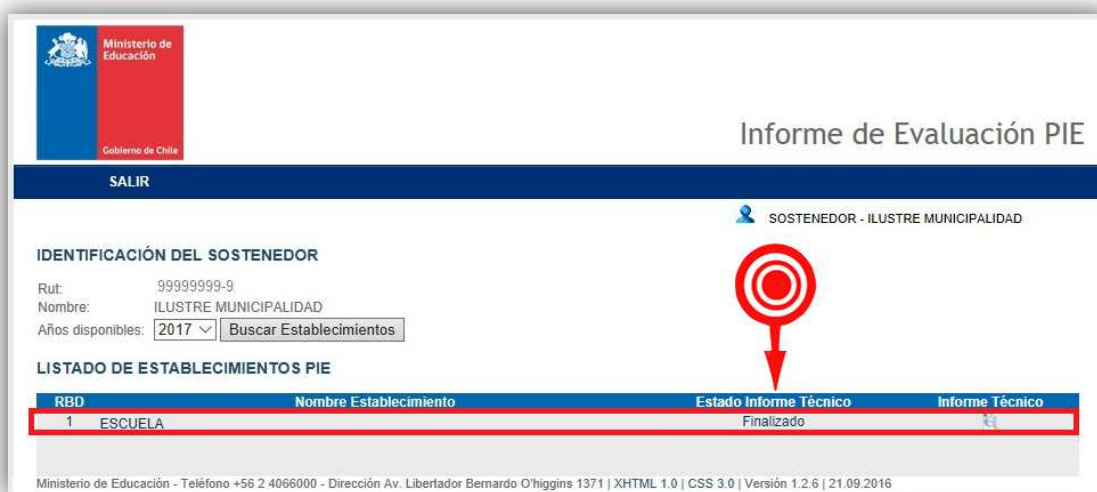 Ministerio de
Educación
Gobierno de Chile
Informe de Evaluación PIE
SALIR
SOSTENEDOR - ILUSTRE MUNICIPALIDAD
IDENTIFICACIÓN DEL SOSTENEDOR
Rut: 99999999-9
Nombre: ILUSTRE MUNICIPALIDAD
Años disponibles: 2017 Buscar Establecimientos
LISTADO DE ESTABLECIMIENTOS PIE
RBD Nombre Establecimiento Estado Informe Técnico Informe Técnico
1 ESCUELA Finalizado
Ministerio de Educación - Teléfono +56 2 4066000 - Dirección Av. Libertador Bernardo O'higgins 1371 | XHTML 1.0 | CSS 3.0 | Versión 1.2.6 | 21.09.2016